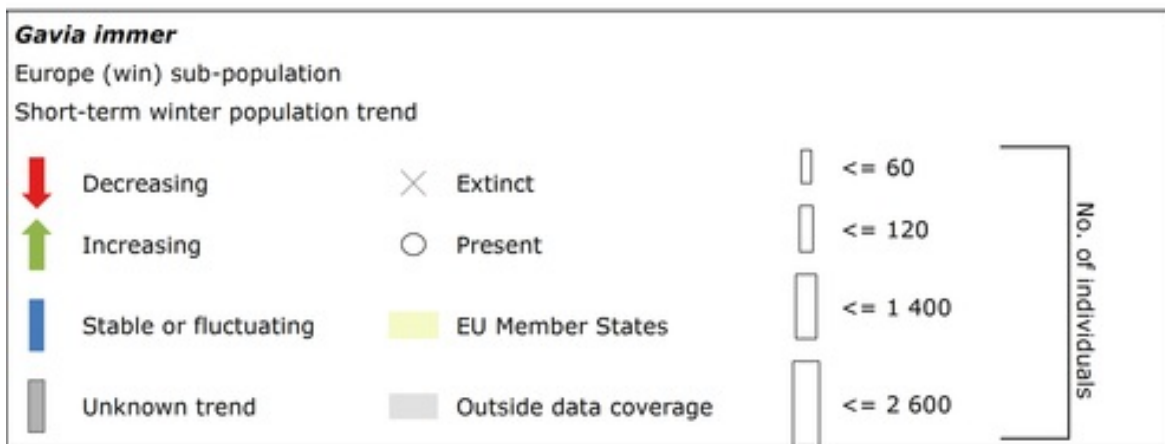 Gavia immer
Europe (win) sub-population
Short-term winter population trend
Decreasing
Increasing
Stable or fluctuating
Unknown trend
Extinct
Present
EU Member States
Outside data coverage
<= 60
<= 120
<= 1 400
<= 2 600
No. of individuals